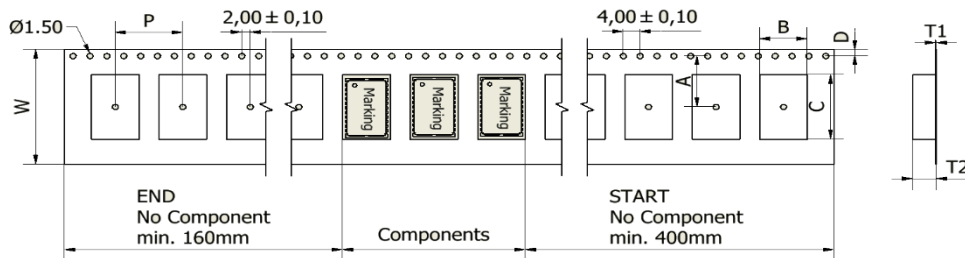 Ø1.50
P
2,00 ± 0,10
4,00 ± 0,10
B
D
T1
W
A
C
Marking
Marking
Marking
T2
END
No Component
min. 160mm
Components
START
No Component
min. 400mm